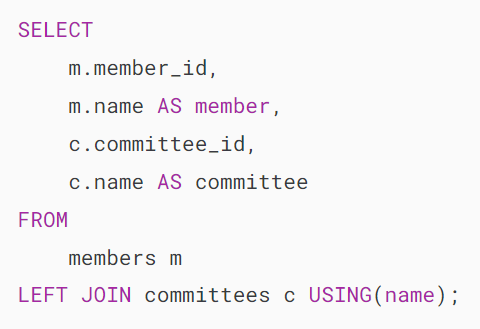 SELECT
    m.member_id,
    m.name AS member,
    c.committee_id,
    c.name AS committee
FROM
    members m
LEFT JOIN committees c USING(name);